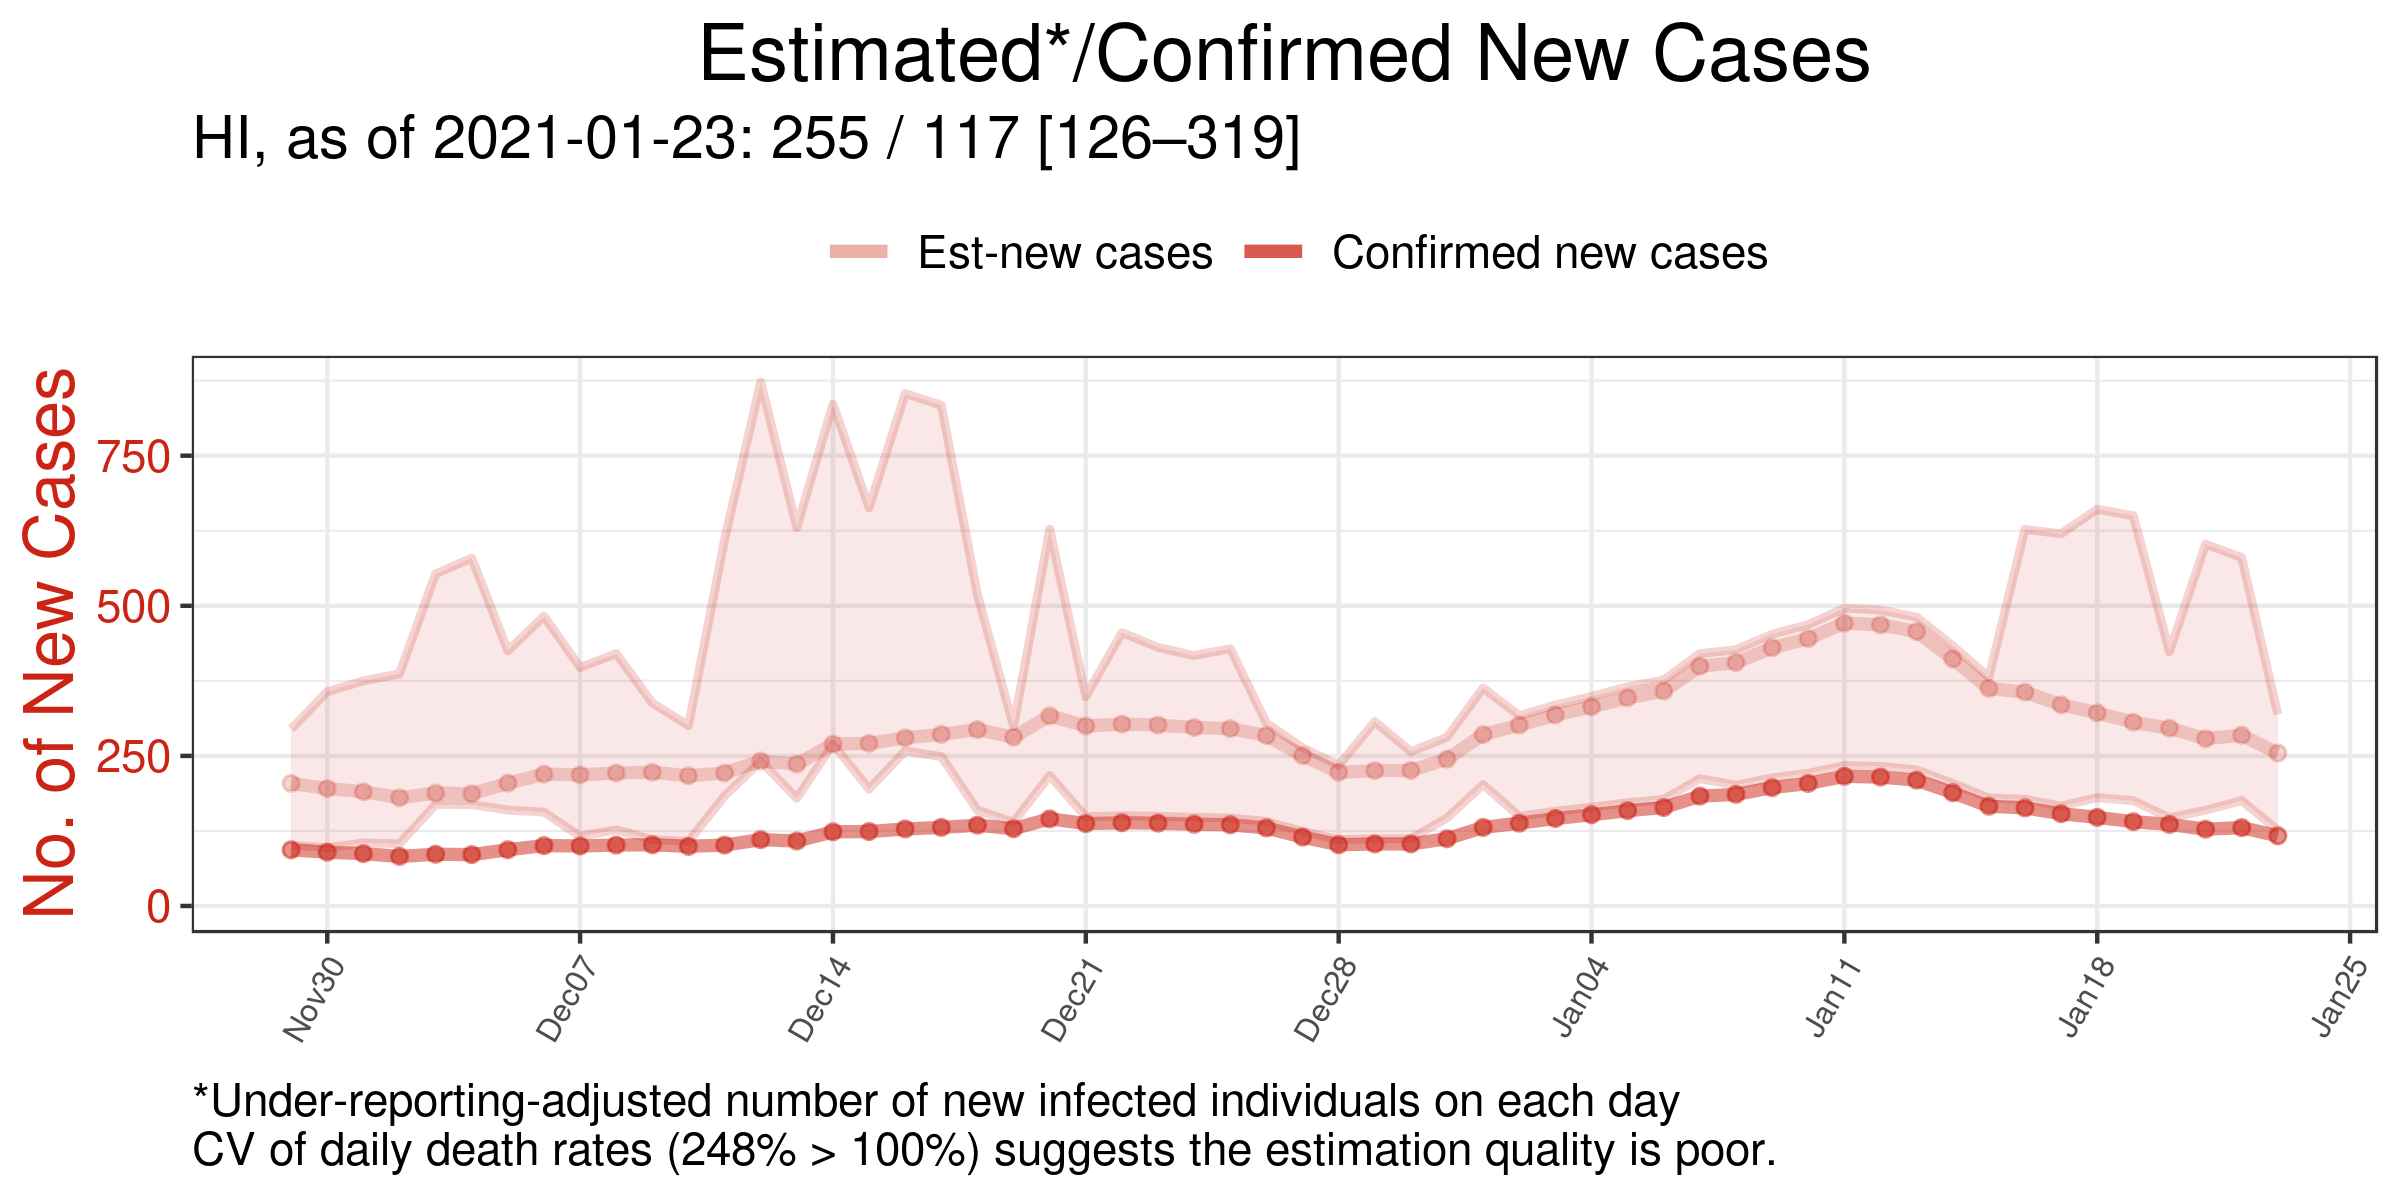 Estimated*/Confirmed New Cases
HI, as of 2021-01-23: 255 / 117 [126–319]
Est-new cases
Confirmed new cases
No. of New Cases
750
500
250
0
Nov30
Dec07
Dec14
Dec21
Dec28
Jan04
Jan11
Jan18
Jan25
*Under-reporting-adjusted number of new infected individuals on each day
CV of daily death rates (248% > 100%) suggests the estimation quality is poor.